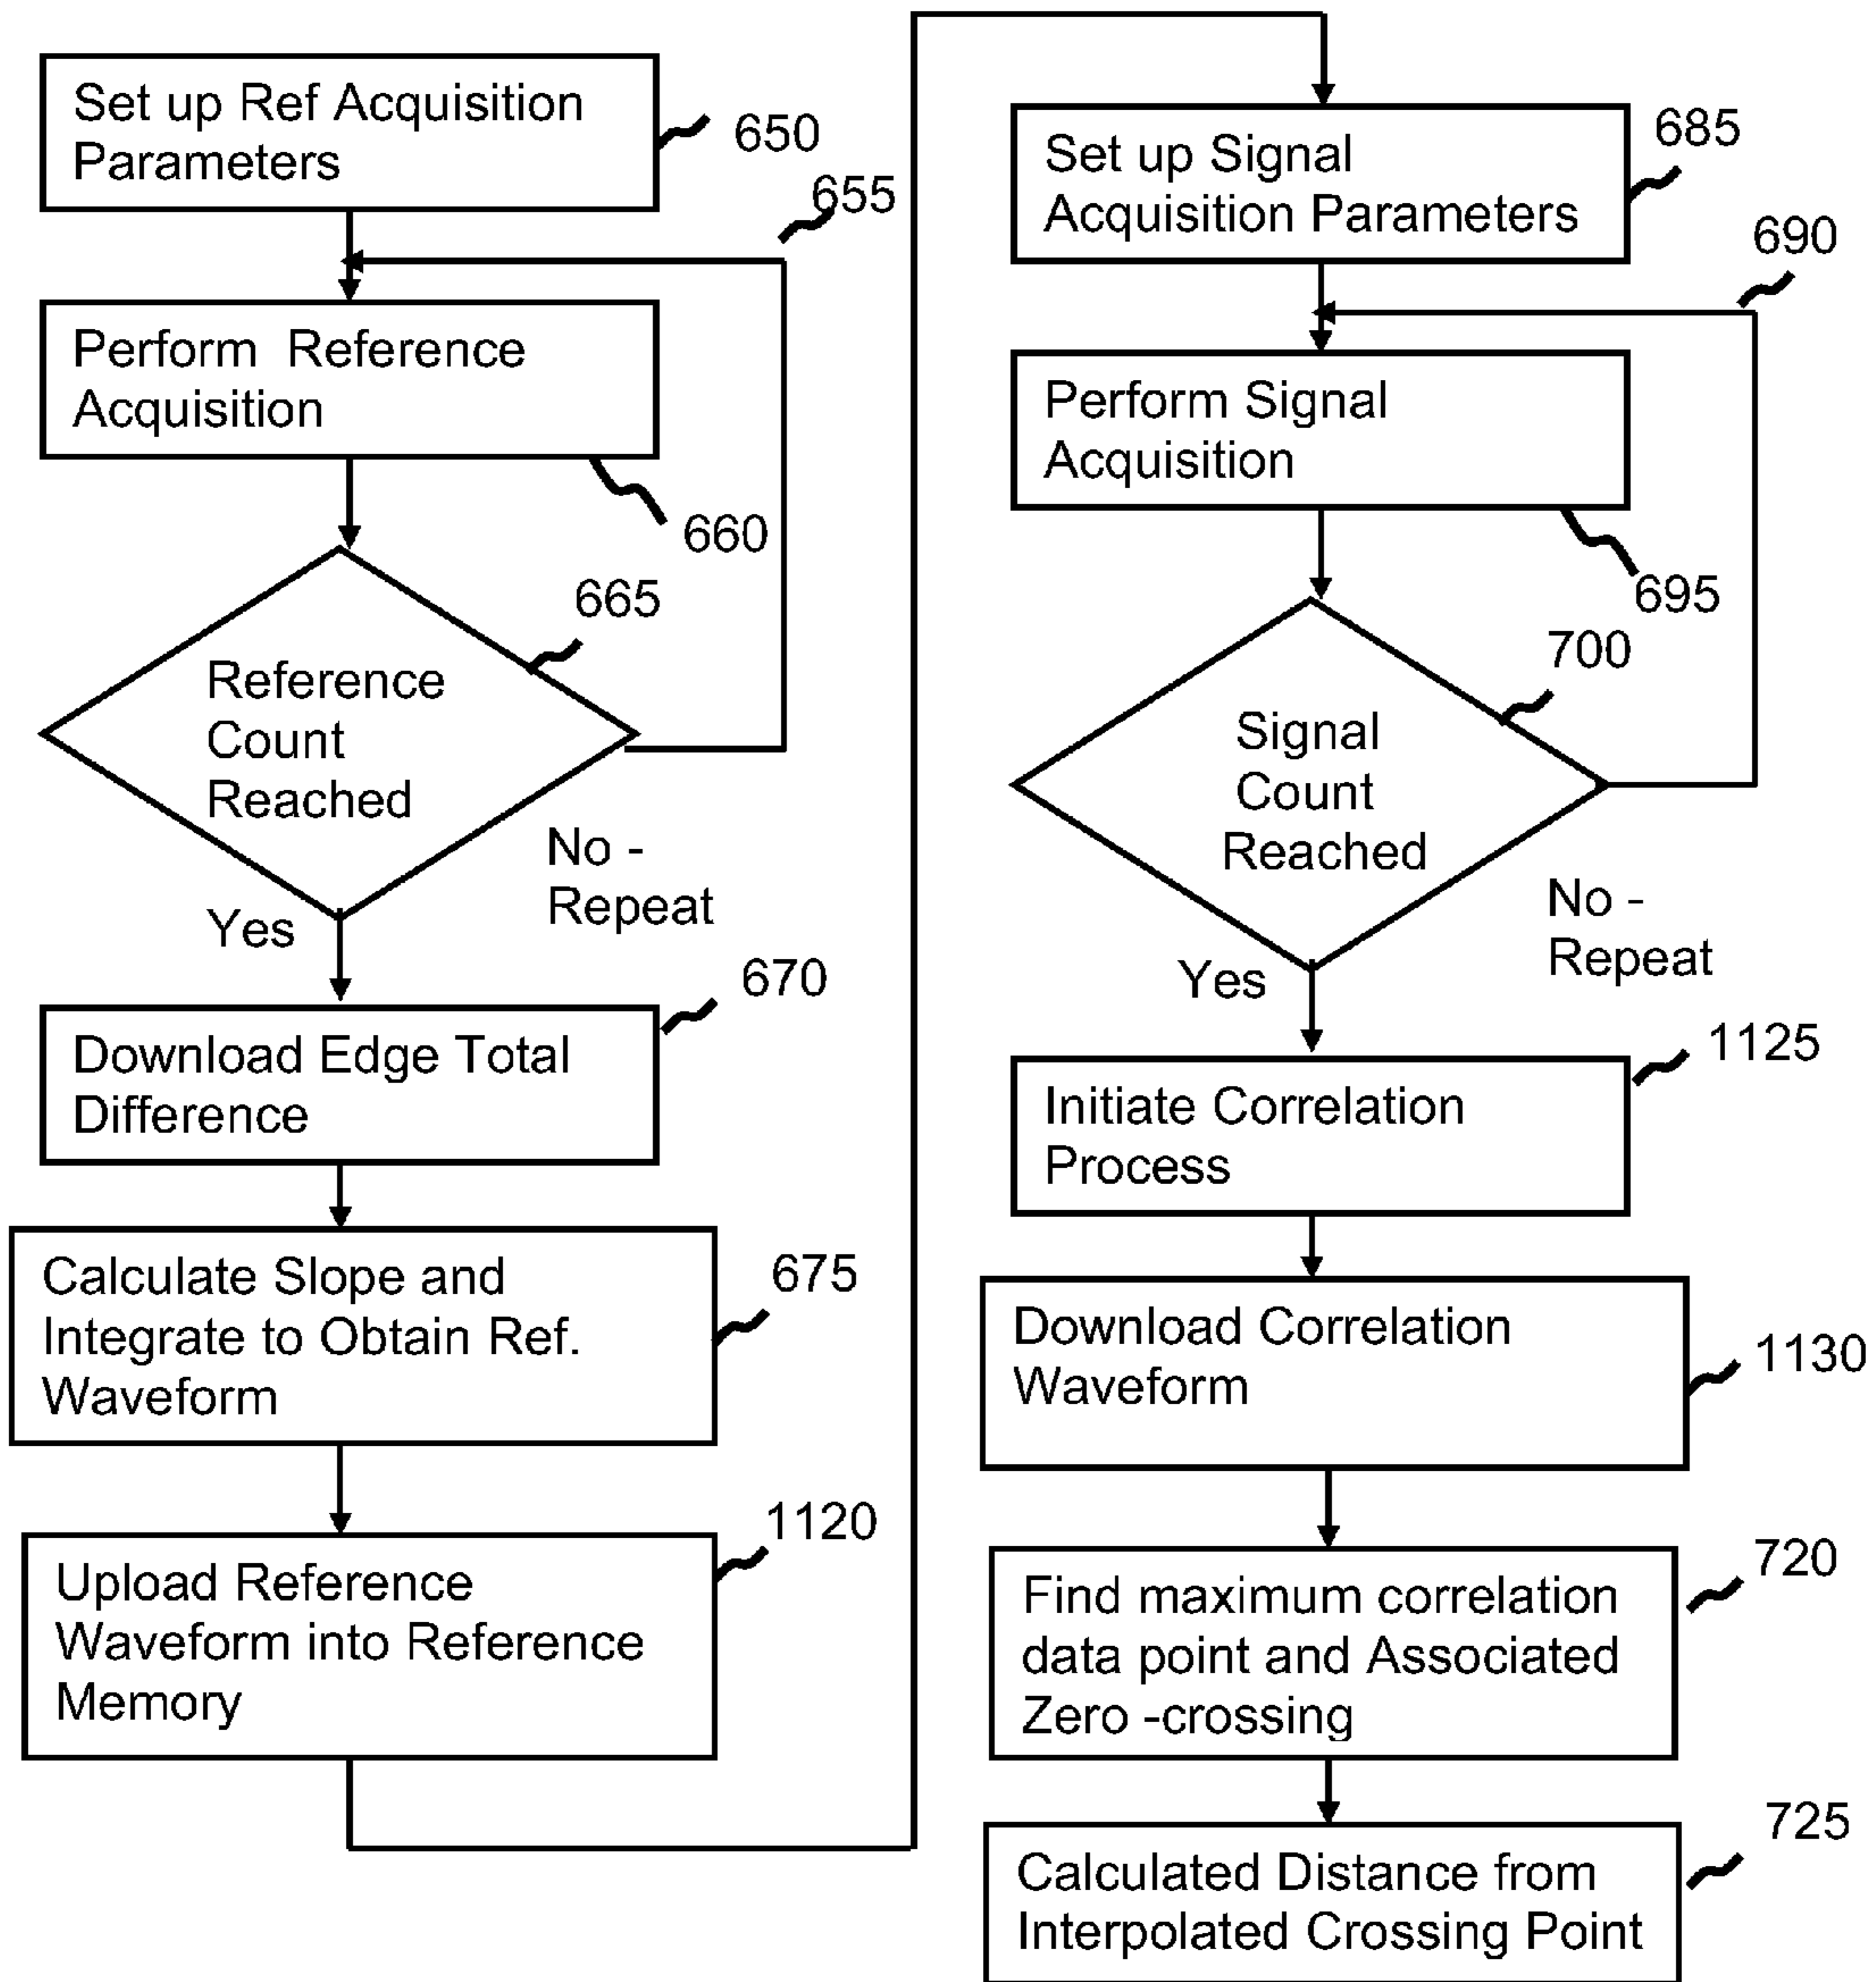 Set up Ref Acquisition
Parameters
650
655
Perform Reference
Acquisition
660
665
Reference
Count
Reached
No -
Repeat
Yes
670
Download Edge Total
Difference
675
Calculate Slope and
Integrate to Obtain Ref.
Waveform
1120
Upload Reference
Waveform into Reference
Memory
685
Set up Signal
Acquisition Parameters
690
Perform Signal
Acquisition
695
700
Signal
Count
Reached
No -
Repeat
Yes
1125
Initiate Correlation
Process
Download Correlation
Waveform
1130
720
Find maximum correlation
data point and Associated
Zero -crossing
725
Calculated Distance from
Interpolated Crossing Point